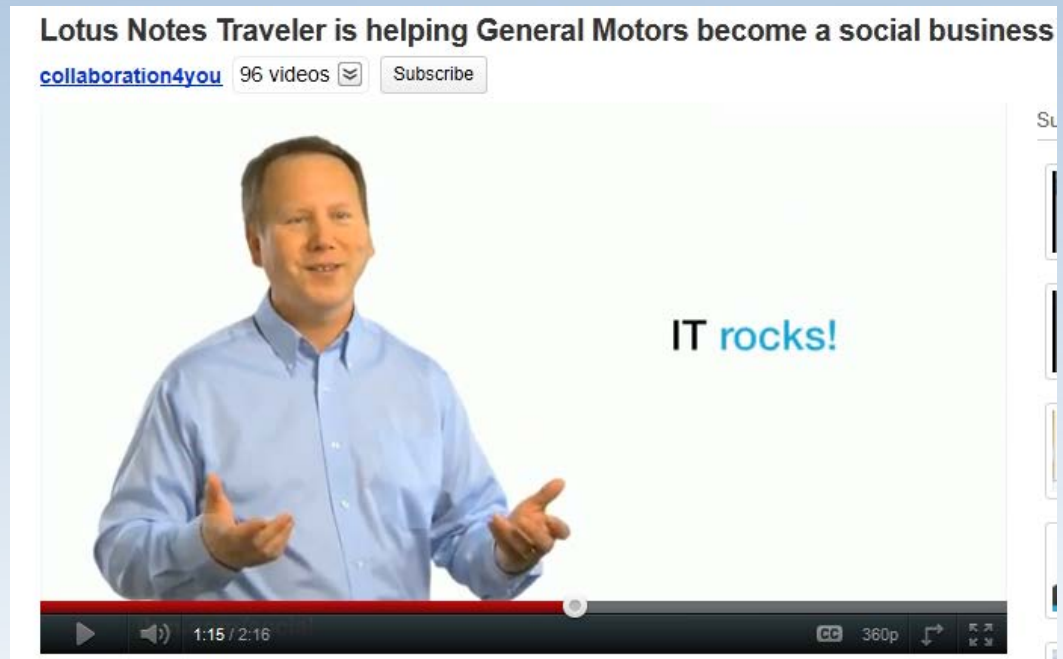 Lotus Notes Traveler is helping General Motors become a social business
collaboration4you 96 videos Subscribe
IT rocks!
1:15 / 2:16 CC 360p